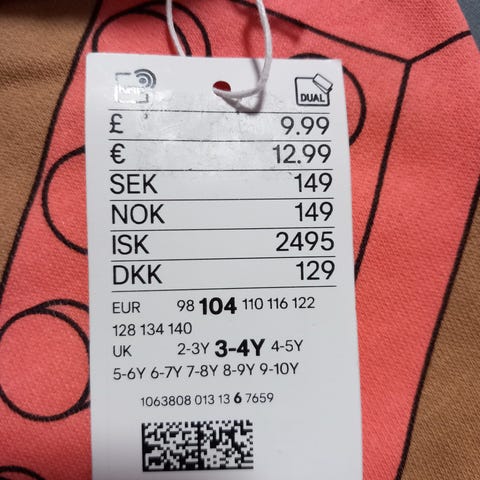 DUAL
£ 9.99
€ 12.99
SEK 149
NOK 149
ISK 2495
DKK 129
EUR 98 104 110 116 122
128 134 140
UK 2-3Y 3-4Y 4-5Y
5-6Y 6-7Y 7-8Y 8-9Y 9-10Y
1063808 013 13 6 7659